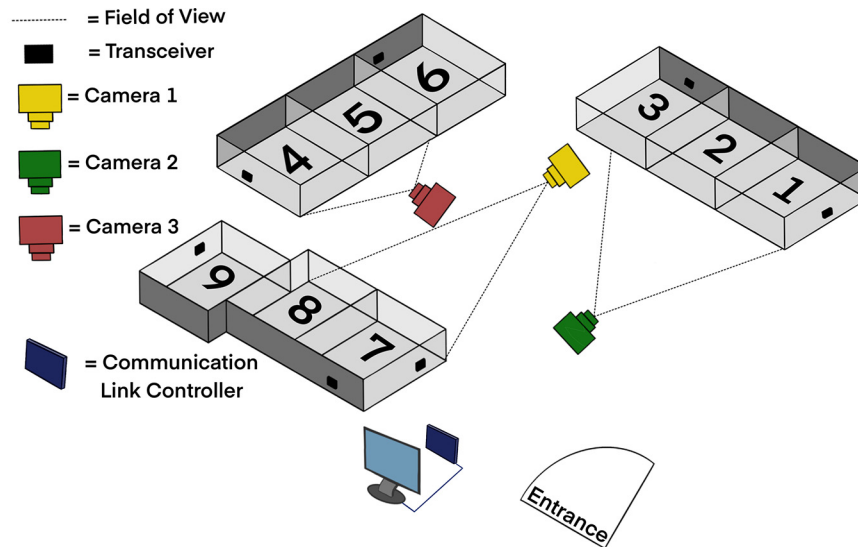 = Field of View
= Transceiver
= Camera 1
= Camera 2
= Camera 3
= Communication
Link Controller
6
5
4
3
2
1
9
8
7
Entrance